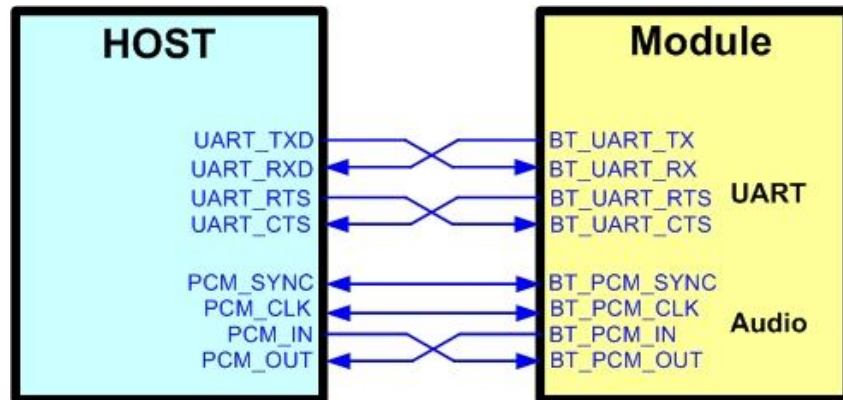 HOST
Module
UART_TXD
BT_UART_TX
UART_RXD
BT_UART_RX
UART_RTS
BT_UART_RTS
UART
UART_CTS
BT_UART_CTS
PCM_SYNC
BT_PCM_SYNC
PCM_CLK
BT_PCM_CLK
Audio
PCM_IN
BT_PCM_IN
PCM_OUT
BT_PCM_OUT